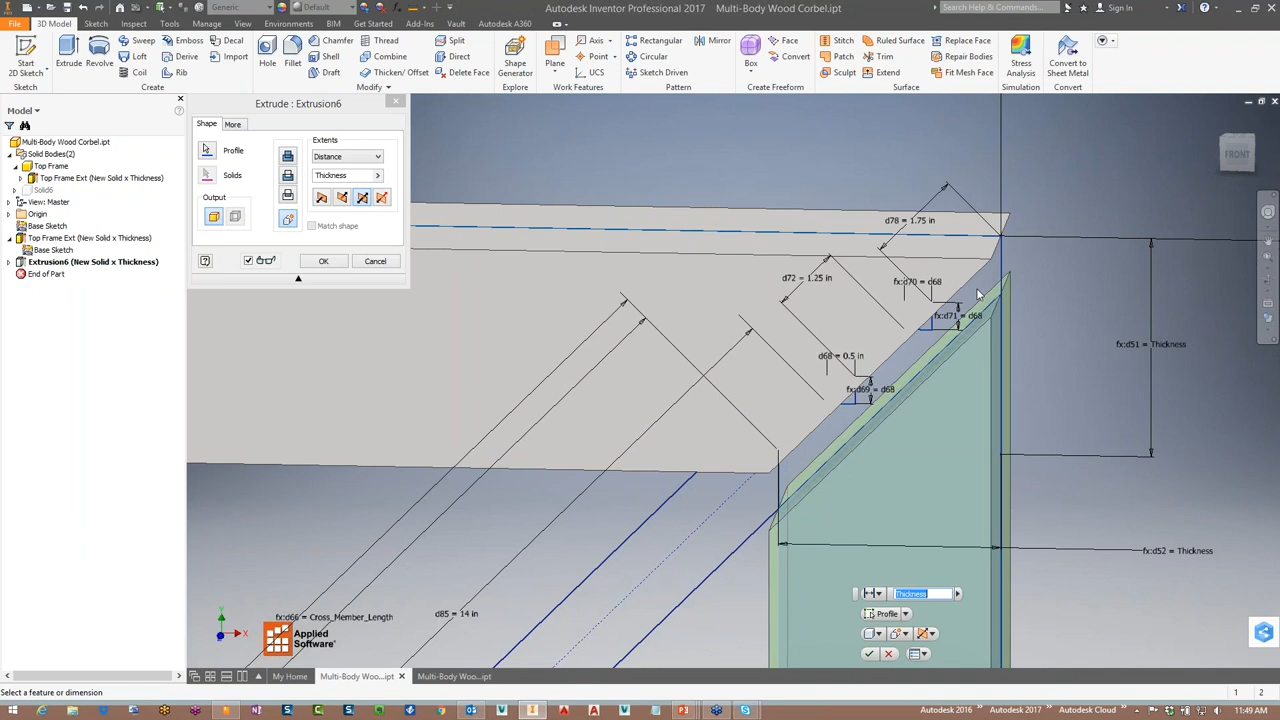 Generic
Default
Autodesk Inventor Professional 2017 Multi-Body Wood Corbel.ipt
Search Help & Commands...
Sign In
File 3D Model Sketch Inspect Tools Manage View Environments BIM Get Started Add-Ins Vault Autodesk A360
Start 2D Sketch
Extrude
Revolve
Sweep Emboss Decal
Loft Derive Import
Coil Rib
Hole
Fillet
Chamfer Thread Split
Shell Combine Direct
Draft Thicken/ Offset Delete Face
Shape Generator
Plane
Axis
Point
UCS
Rectangular Mirror
Circular
Sketch Driven
Box
Face
Convert
Stitch Ruled Surface Replace Face
Patch Trim Repair Bodies
Sculpt Extend Fit Mesh Face
Stress Analysis
Convert to Sheet Metal
Sketch
Create
Modify
Explore
Work Features
Pattern
Create Freeform
Surface
Simulation
Convert
Model
Multi-Body Wood Corbel.ipt
Solid Bodies(2)
Top Frame
Top Frame Ext (New Solid x Thickness)
Solid6
View: Master
Origin
Base Sketch
Top Frame Ext (New Solid x Thickness)
Base Sketch
Extrusion6 (New Solid x Thickness)
End of Part
Extrude : Extrusion6
Shape More
Profile
Solids
Output
Extents
Distance
Thickness
Match shape
OK Cancel
FRONT
d78 = 1.75 in
d72 = 1.25 in
fx:d70 = d68
fx:d71 = d68
fx:d51 = Thickness
d68 = 0.5 in
fx:d69 = d68
fx:d52 = Thickness
Thickness
Profile
d85 = 14 in
fx:d66 = Cross_Member_Length
Applied Software
X
Y
Z
My Home Multi-Body Woo...t.ipt Multi-Body Woo...t.ipt
Select a feature or dimension
1 2
Autodesk 2016 Autodesk 2017 Autodesk Cloud
11:49 AM